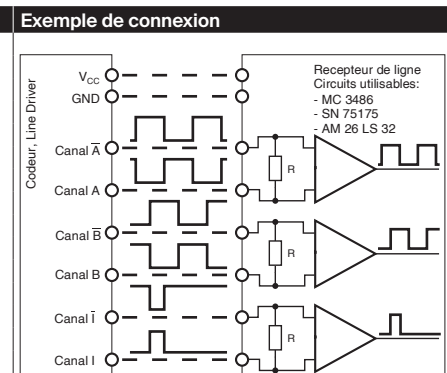 Exemple de connexion
Codeur, Line Driver
VCC
GND
Canal A̅
Canal A
Canal B̅
Canal B
Canal I̅
Canal I
Recepteur de ligne
Circuits utilisables:
- MC 3486
- SN 75175
- AM 26 LS 32
R
R
R